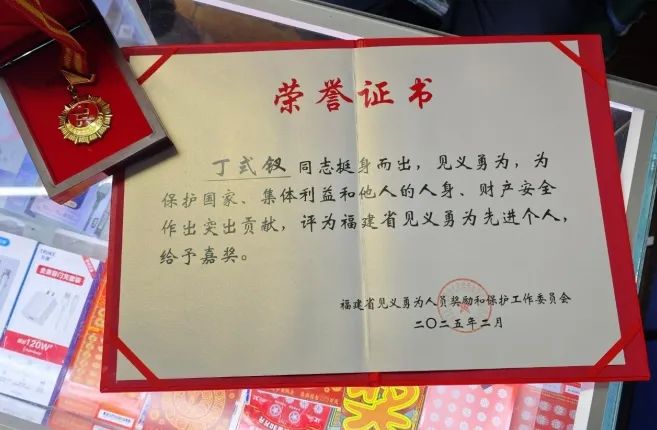 荣誉证书
丁式钗 同志挺身而出，见义勇为，为
保护国家、集体利益和他人的人身、财产安全
作出突出贡献，评为福建省见义勇为先进个人，
给予嘉奖。
福建省见义勇为人员奖励和保护工作委员会
二〇二五年二月
120W